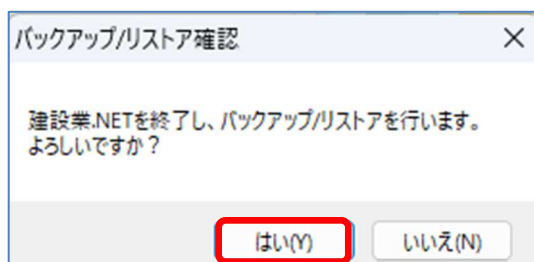 バックアップ/リストア確認
建設業.NETを終了し、バックアップ/リストアを行います。
よろしいですか？
はい(Y)
いいえ(N)